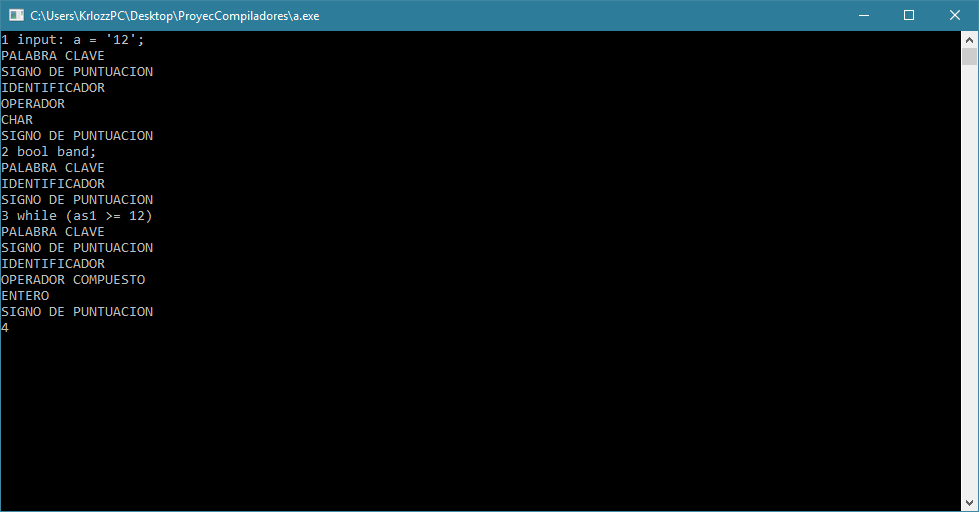 C:\Users\KrlozzPC\Desktop\ProyecCompiladores\a.exe
1 input: a = '12';
PALABRA CLAVE
SIGNO DE PUNTUACION
IDENTIFICADOR
OPERADOR
CHAR
SIGNO DE PUNTUACION
2 bool band;
PALABRA CLAVE
IDENTIFICADOR
SIGNO DE PUNTUACION
3 while (as1 >= 12)
PALABRA CLAVE
SIGNO DE PUNTUACION
IDENTIFICADOR
OPERADOR COMPUESTO
ENTERO
SIGNO DE PUNTUACION
4